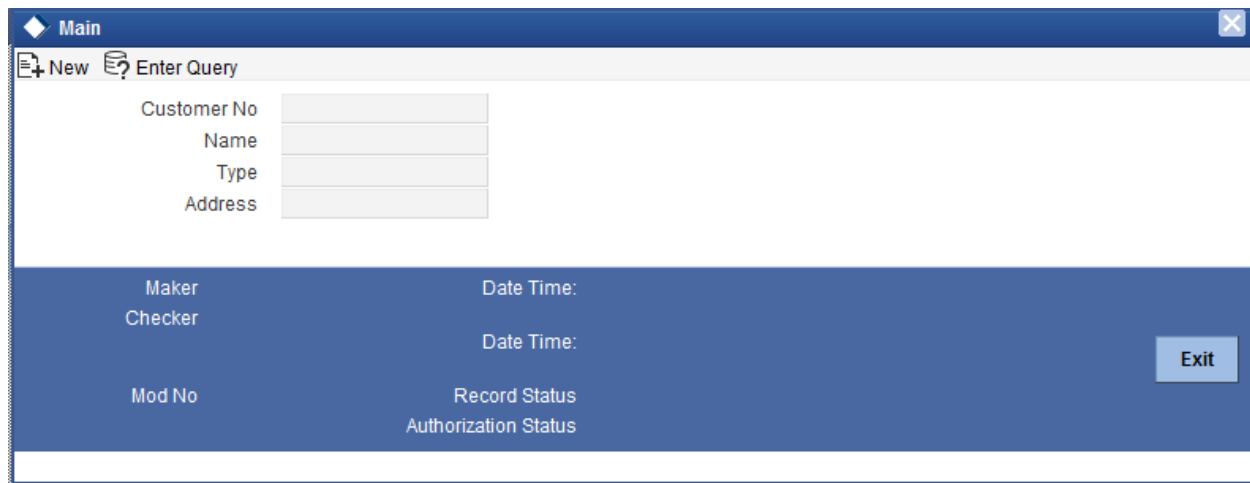 Main
New Enter Query
Customer No
Name
Type
Address
Maker Date Time:
Checker
Date Time:
Exit
Mod No Record Status
Authorization Status